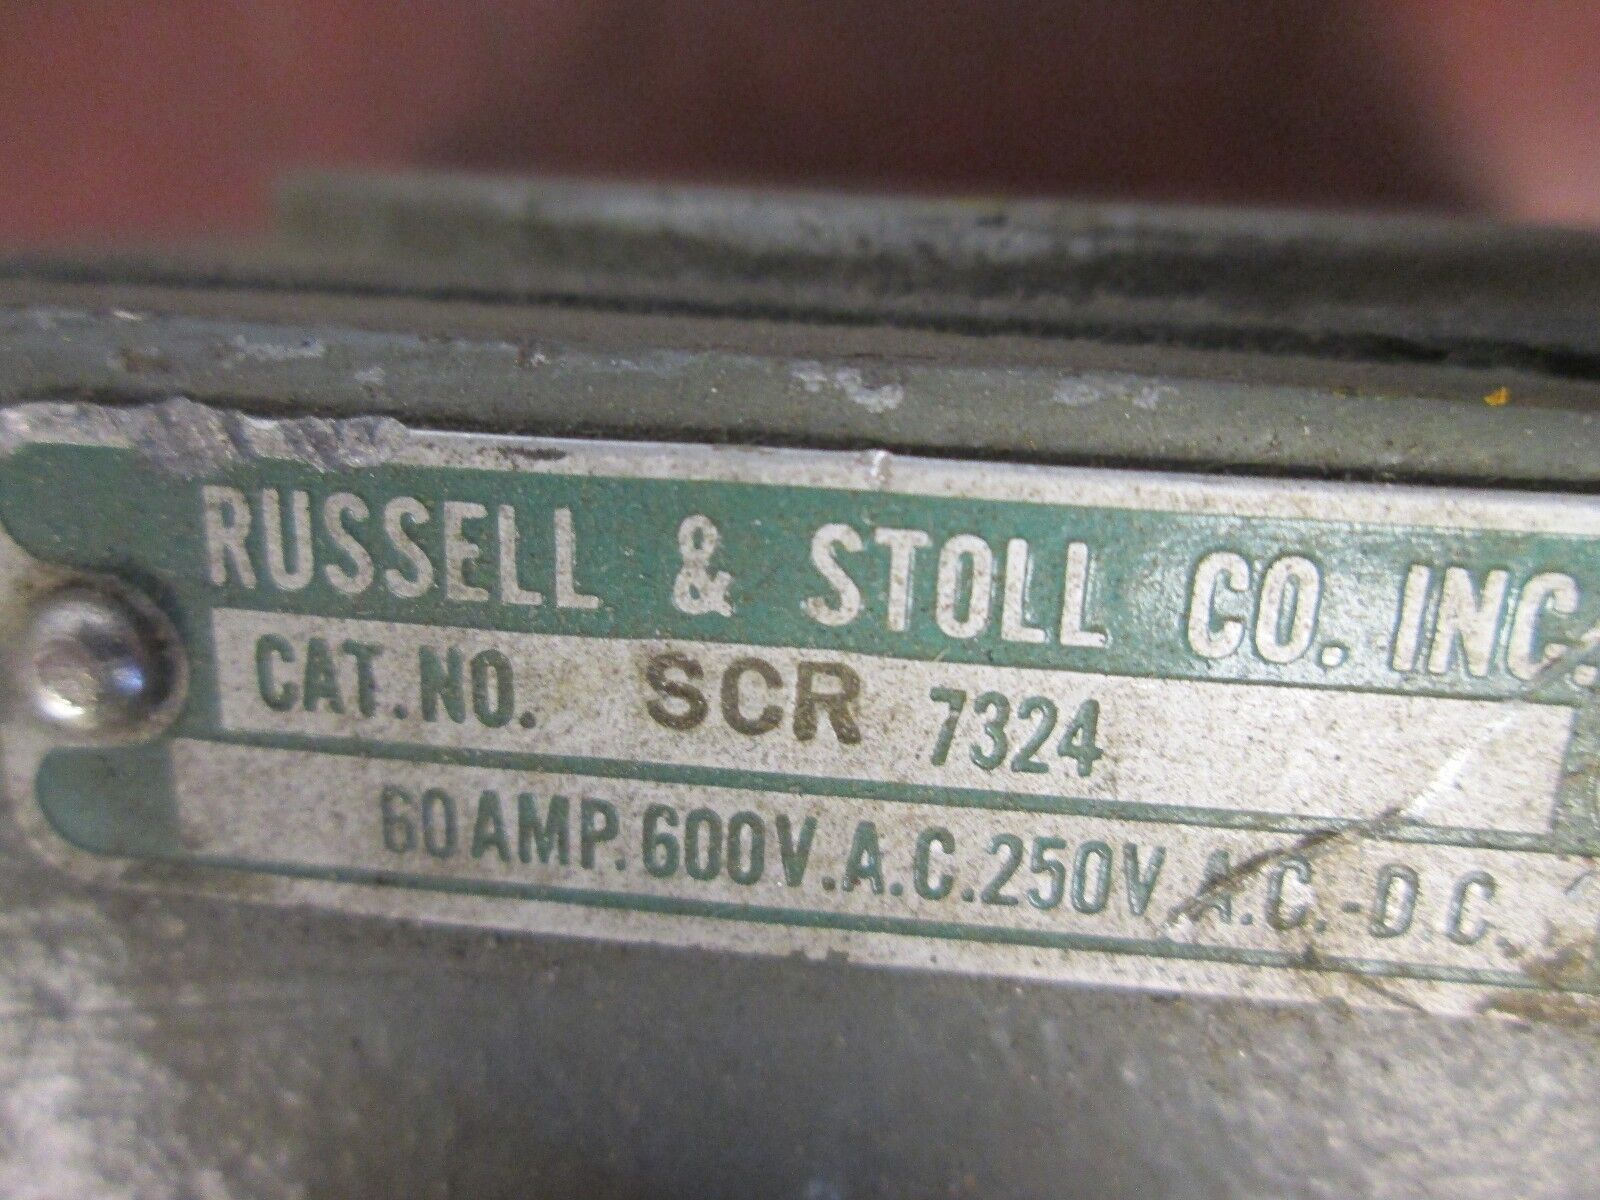 RUSSELL & STOLL CO. INC.
CAT. NO. SCR 7324
60 AMP. 600V. A.C. 250V. A.C.-D.C.